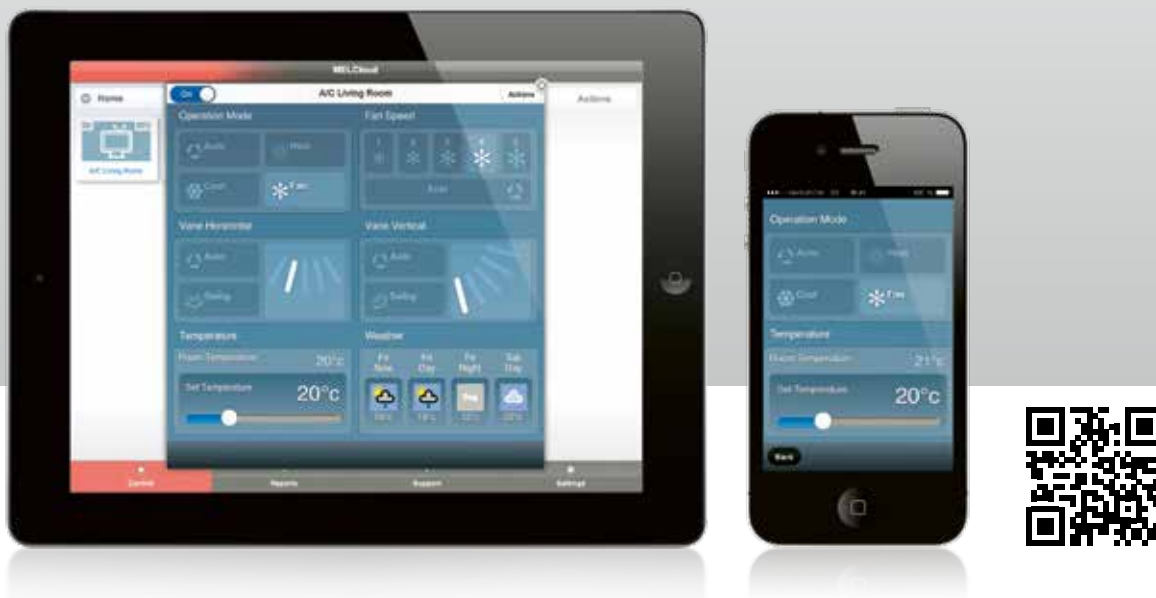 MELCloud
Home
On
A/C Living Room
Actions
Actions
A/C Living Room
Operation Mode
Fan Speed
Auto
Heat
Cool
Fan
1 2 3 4 5
Auto
Vane Horizontal
Vane Vertical
Auto
Swing
Auto
Swing
Temperature
Weather
Room Temperature 20°c
Set Temperature 20°c
Fri Now
Fri Day
Fri Night
Sat Day
Fog
Control
Reports
Support
Settings
Operation Mode
Auto
Heat
Cool
Fan
Temperature
Room Temperature 21°c
Set Temperature 20°c
Back